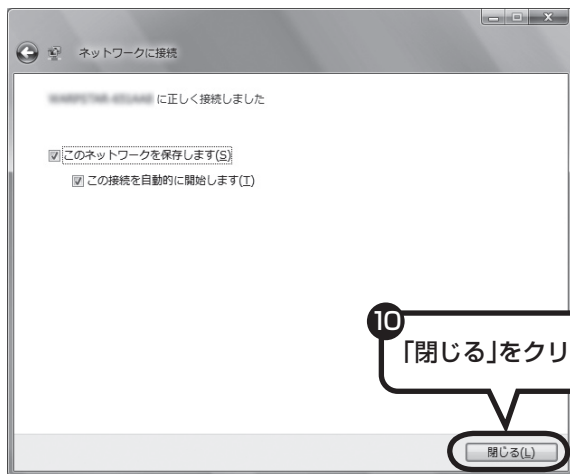 ネットワークに接続
に正しく接続しました
このネットワークを保存します(S)
この接続を自動的に開始します(T)
10
「閉じる」をクリ
閉じる(L)